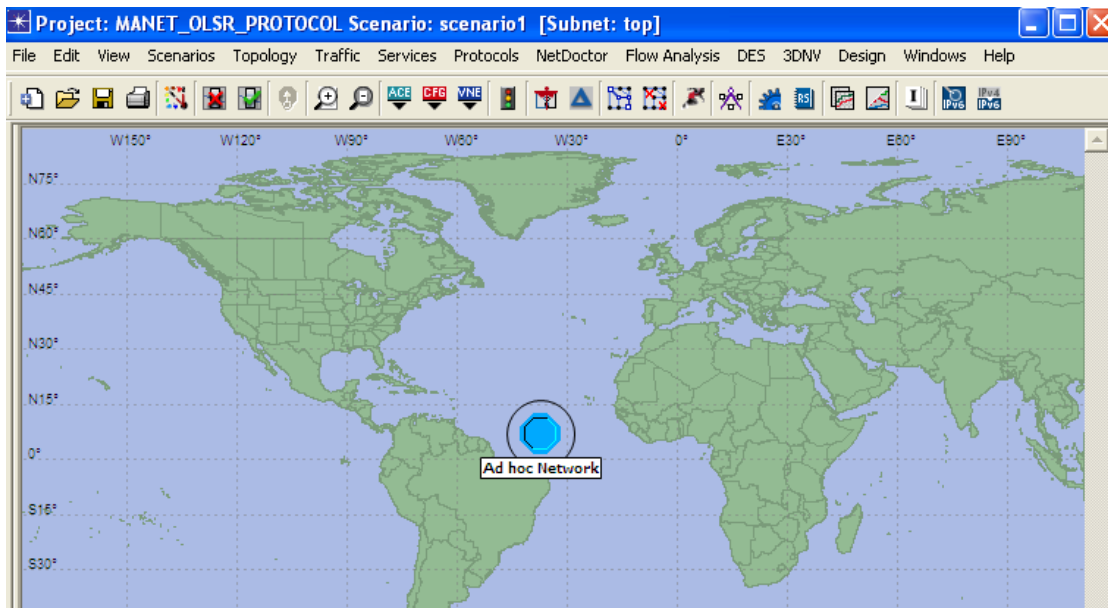 Project: MANET_OLSR_PROTOCOL Scenario: scenario1 [Subnet: top]
File Edit View Scenarios Topology Traffic Services Protocols NetDoctor Flow Analysis DES 3DNV Design Windows Help
ACE CFG VNE RS I IPv6 IPv4 IPv6
W150° W120° W90° W60° W30° 0° E30° E60° E90°
N75°
N60°
N45°
N30°
N15°
0°
Ad hoc Network
S15°
S30°